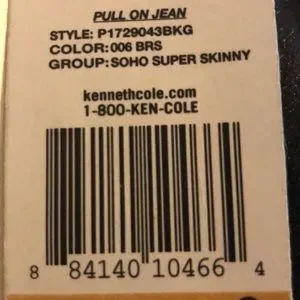 PULL ON JEAN
STYLE: P1729043BKG
COLOR: 006 BRS
GROUP: SOHO SUPER SKINNY
kennethcole.com
1-800-KEN-COLE
8 84140 10466 4